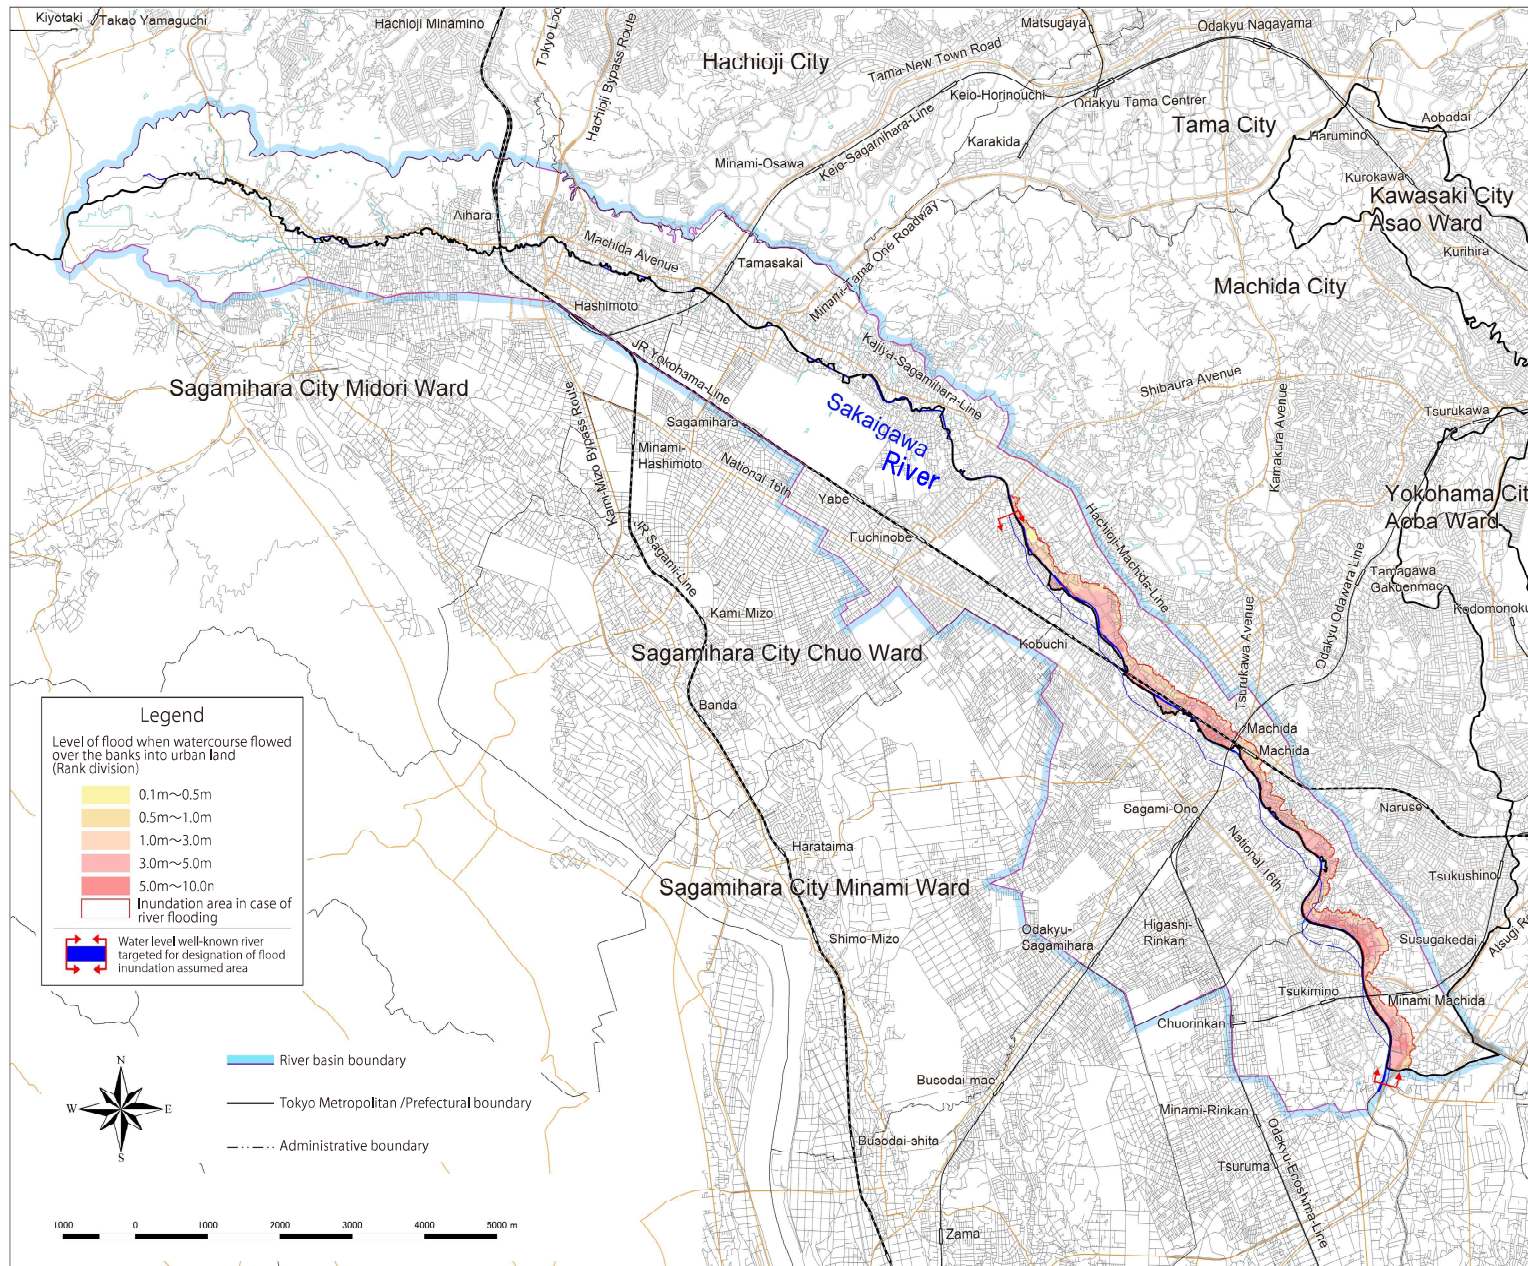 Kiyotaki
Takao Yamaguchi
Hachioji Minamino
Hachioji Bypass Route
Hachioji City
Matsugaya
Odakyu Nagayama
Tama-New Town Road
Keio-Horinouchi
Odakyu Tama Centrer
Tama City
Harumino
Aobadai
Karakida
Minami-Osawa
Keio-Sagamihara-Line
Kurokawa
Kawasaki City
Asao Ward
Kurihira
Aihara
Machida Avenue
Tamasakai
Minami-Tama One Roadway
Machida City
Hashimoto
JR Yokohama-Line
Kajiya-Sagamihara-Line
Sagamihara City Midori Ward
Shibaura Avenue
Kamakura Avenue
Tsurukawa
Sakaigawa
River
Sagamihara
Minami-
Hashimoto
Kami-Mizo Bypass Route
National 16th
Yabe
Yokohama Cit
Aoba Ward
Fuchinobe
Hachioji-Machida-Line
JR Sagami-Line
Tamagawa
Gakuenmae
Kodomonoku
Odakyu Odawara Line
Kami-Mizo
Kobuchi
Sagamihara City Chuo Ward
Tsurukawa Avenue
Banda
Machida
Machida
Sagami-Ono
Naruse
National 16th
Harataima
Tsukushino
Sagamihara City Minami Ward
Shimo-Mizo
Odakyu-
Sagamihara
Higashi-
Rinkan
Susugakedai
Tsukimino
Minami Machida
Chuorinkan
Busodai-mae
Minami-Rinkan
Busodai-shita
Tsuruma
Odakyu-Enoshima-Line
Zama
Legend
Level of flood when watercourse flowed
over the banks into urban land
(Rank division)
0.1m～0.5m
0.5m～1.0m
1.0m～3.0m
3.0m～5.0m
5.0m～10.0n
Inundation area in case of
river flooding
Water level well-known river
targeted for designation of flood
inundation assumed area
N
W
E
S
River basin boundary
Tokyo Metropolitan /Prefectural boundary
Administrative boundary
1000 0 1000 2000 3000 4000 5000 m